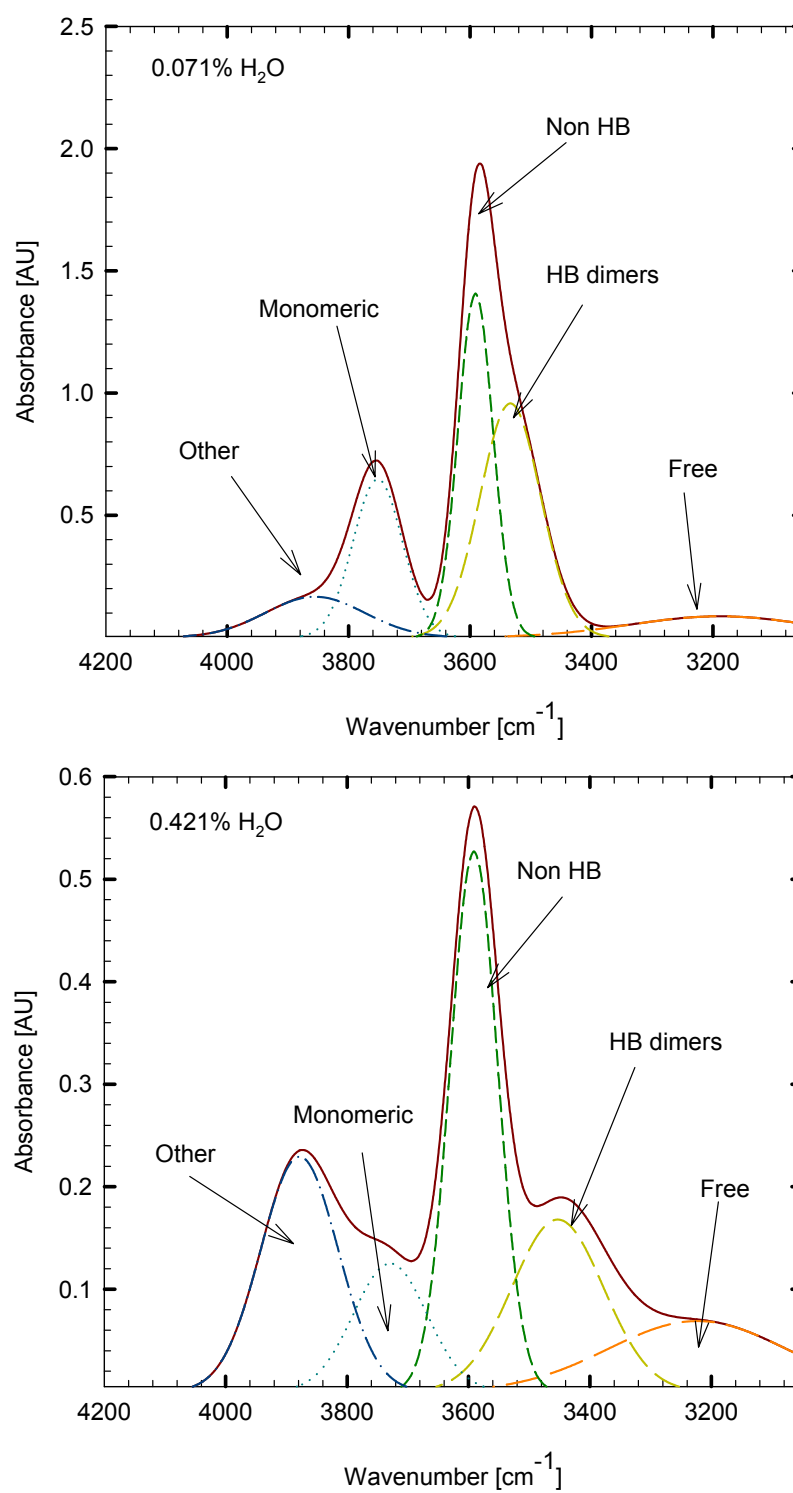 2.5
0.071% H₂O
Non HB
2.0
HB dimers
1.5
Monomeric
Absorbance [AU]
1.0
Other
Free
0.5
4200 4000 3800 3600 3400 3200
Wavenumber [cm⁻¹]
0.6
0.421% H₂O
Non HB
0.5
0.4
HB dimers
0.3
Monomeric
Absorbance [AU]
Other
Free
0.2
0.1
4200 4000 3800 3600 3400 3200
Wavenumber [cm⁻¹]